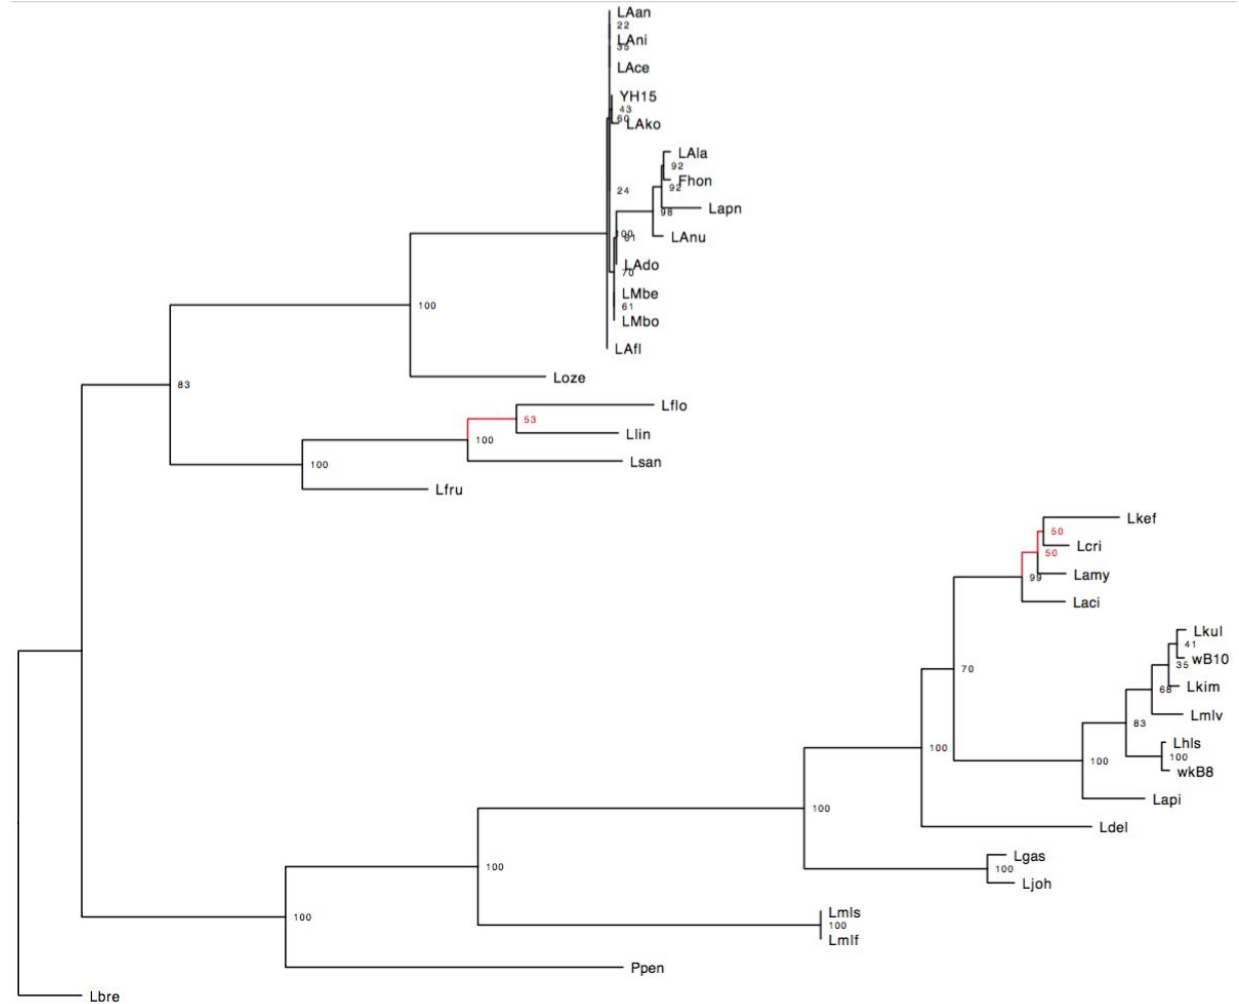 LAan
22
LAni
35
LAce
YH15
43
60
LAko
LAla
92
Fhon
92
24
Lapn
98
LAnu
61
LAdo
70
LMbe
61
LMbo
LAfl
100
Loze
83
Lflo
53
Llin
100
Lsan
100
Lfru
Lkef
50
Lcri
50
Lamy
99
Laci
Lkul
41
wB10
35
70
Lkim
68
Lmlv
83
Lhls
100
100
100
wkB8
Lapi
100
Ldel
Lgas
100
100
Ljoh
Lmls
100
100
Lmlf
Ppen
Lbre